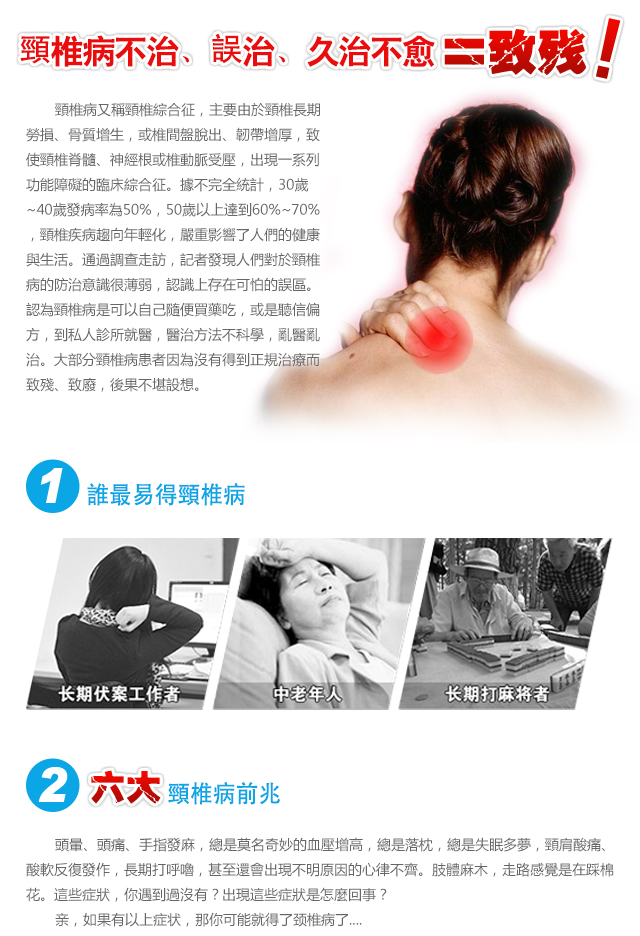 頸椎病不治、誤治、久治不愈=致残!
頸椎病又稱頸椎綜合征，主要由於頸椎長期
勞損、骨質增生，或椎間盤脫出、韌帶增厚，致
使頸椎脊髓、神經根或椎動脈受壓，出現一系列
功能障礙的臨床綜合征。據不完全統計，30歲
~40歲發病率為50%，50歲以上達到60%~70%
，頸椎疾病趨向年輕化，嚴重影響了人們的健康
與生活。通過調查走訪，記者發現人們對於頸椎
病的防治意識很薄弱，認識上存在可怕的誤區。
認為頸椎病是可以自己隨便買藥吃，或是聽信偏
方，到私人診所就醫，醫治方法不科學，亂醫亂
治。大部分頸椎病患者因為沒有得到正規治療而
致殘、致廢，後果不堪設想。
1 誰最易得頸椎病
长期伏案工作者
中老年人
长期打麻将者
2 六大 頸椎病前兆
頭暈、頭痛、手指發麻，總是莫名奇妙的血壓增高，總是落枕，總是失眠多夢，頸肩酸痛、
酸軟反復發作，長期打呼嚕，甚至還會出現不明原因的心律不齊。肢體麻木，走路感覺是在踩棉
花。這些症狀，你遇到過沒有？出現這些症狀是怎麼回事？
亲，如果有以上症状，那你可能就得了颈椎病了....